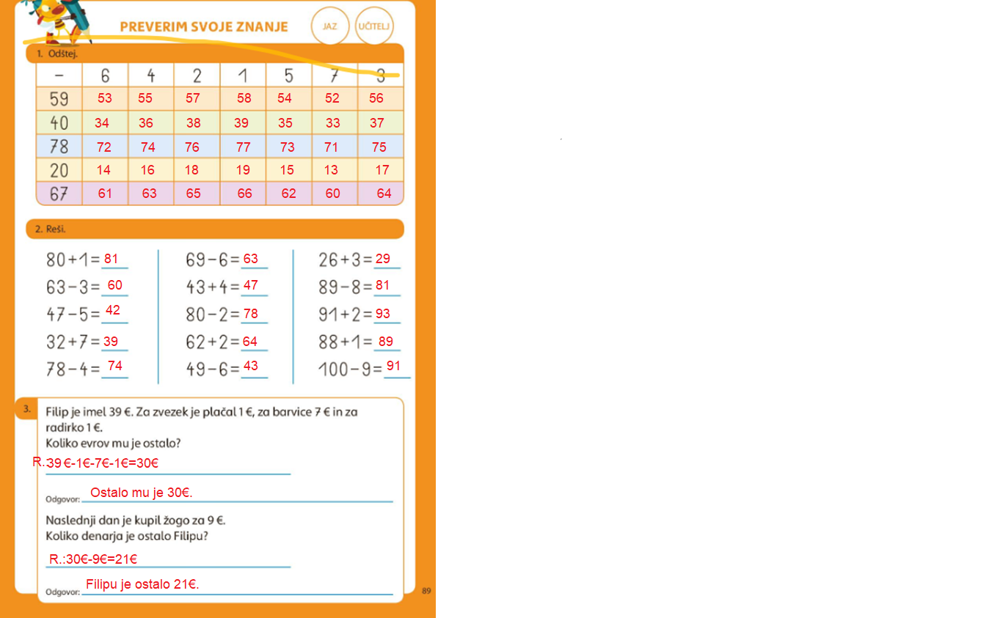 PREVERIM SVOJE ZNANJE JAZ UČITELJ
1. Odštej.
– 6 4 2 1 5 7 3
59 53 55 57 58 54 52 56
40 34 36 38 39 35 33 37
78 72 74 76 77 73 71 75
20 14 16 18 19 15 13 17
67 61 63 65 66 62 60 64
2. Reši.
80+1=81 69-6=63 26+3=29
63-3=60 43+4=47 89-8=81
47-5=42 80-2=78 91+2=93
32+7=39 62+2=64 88+1=89
78-4=74 49-6=43 100-9=91
3. Filip je imel 39 €. Za zvezek je plačal 1 €, za barvice 7 € in za
radirko 1 €.
Koliko evrov mu je ostalo?
R.:39€-1€-7€-1€=30€
Odgovor: Ostalo mu je 30€.
Naslednji dan je kupil žogo za 9 €.
Koliko denarja je ostalo Filipu?
R.:30€-9€=21€
Odgovor: Filipu je ostalo 21€.
89